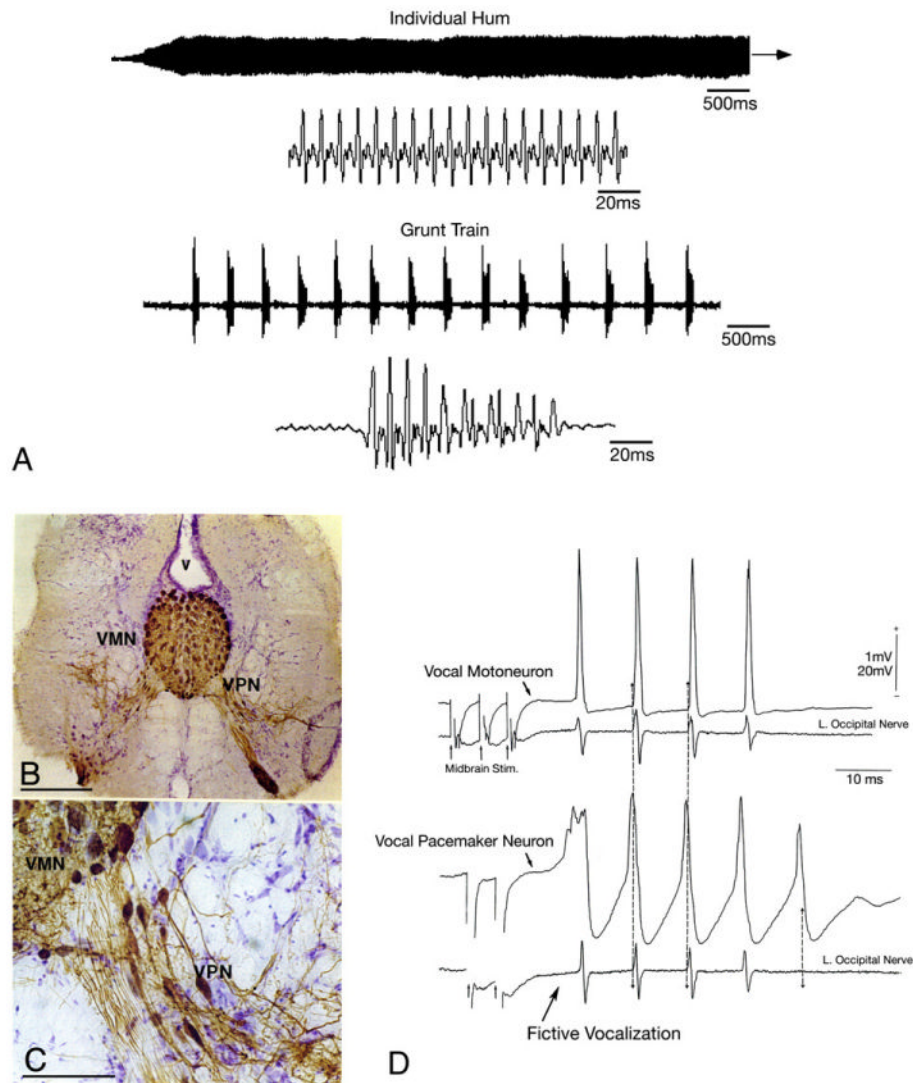 Individual Hum
500ms
20ms
Grunt Train
500ms
20ms
A
V
VMN
VPN
B
VMN
VPN
C
Vocal Motoneuron
+
1mV
20mV
−
L. Occipital Nerve
Midbrain Stim.
10 ms
Vocal Pacemaker Neuron
L. Occipital Nerve
Fictive Vocalization
D